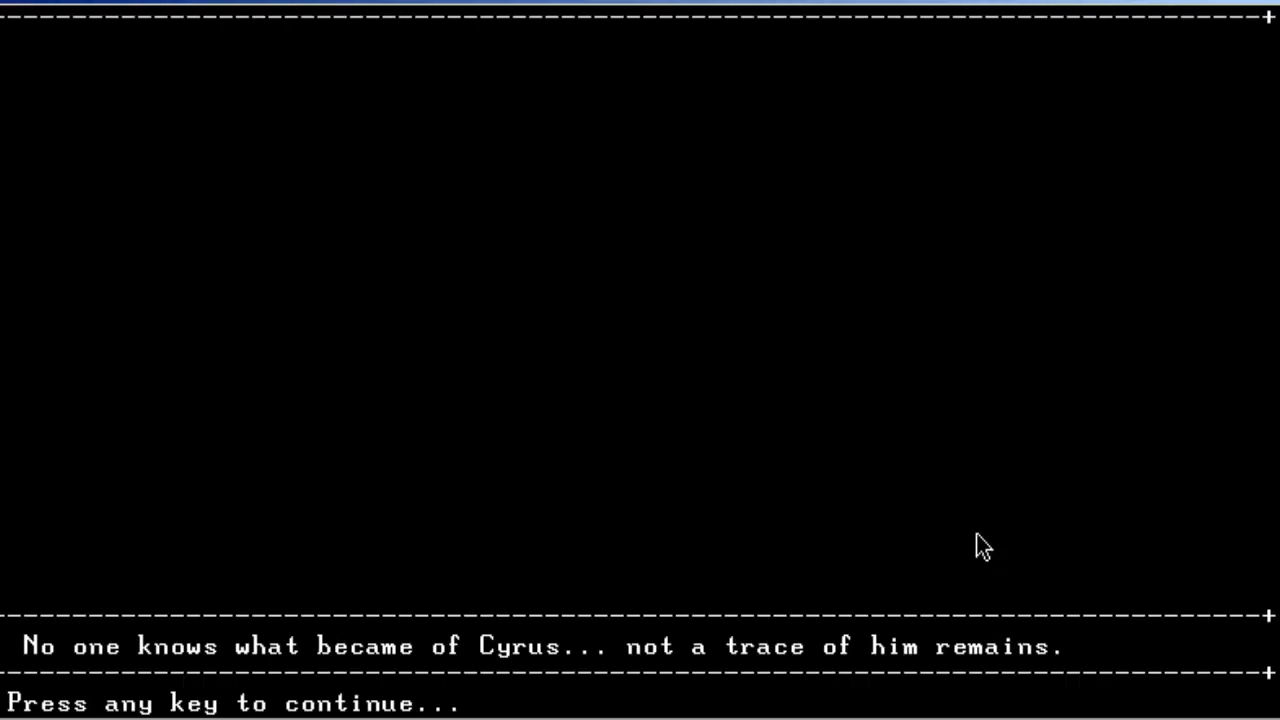 No one knows what became of Cyrus... not a trace of him remains.
Press any key to continue...